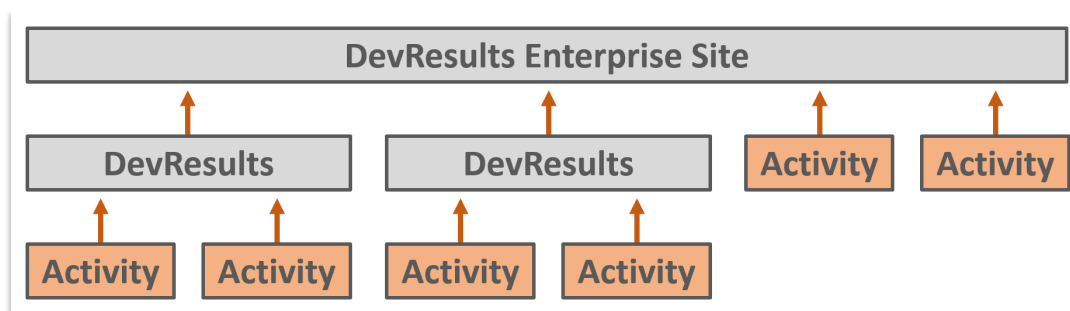 DevResults Enterprise Site
DevResults DevResults Activity Activity
Activity Activity Activity Activity